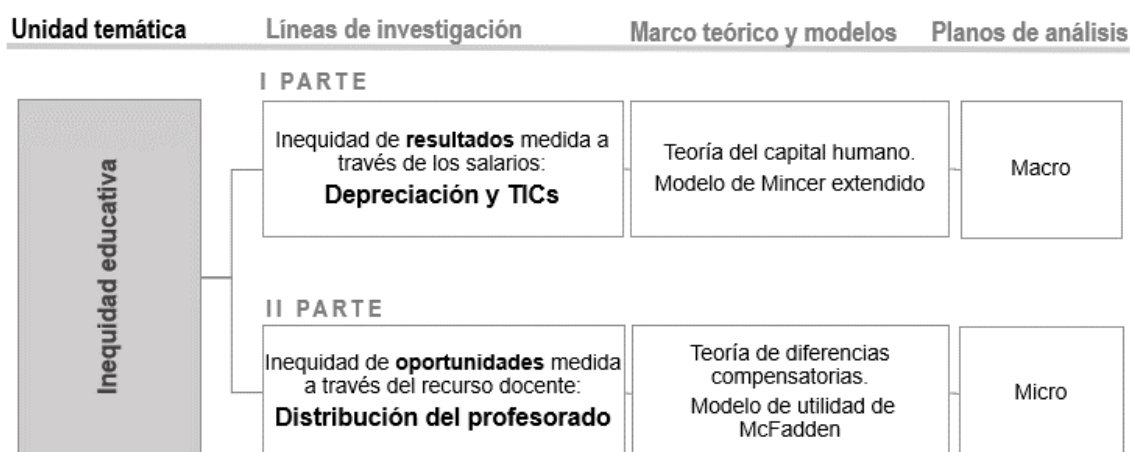 Unidad temática
Líneas de investigación
Marco teórico y modelos
Planos de análisis
Inequidad educativa
I PARTE
Inequidad de resultados medida a
través de los salarios:
Depreciación y TICs
Teoría del capital humano.
Modelo de Mincer extendido
Macro
II PARTE
Inequidad de oportunidades medida
a través del recurso docente:
Distribución del profesorado
Teoría de diferencias
compensatorias.
Modelo de utilidad de
McFadden
Micro